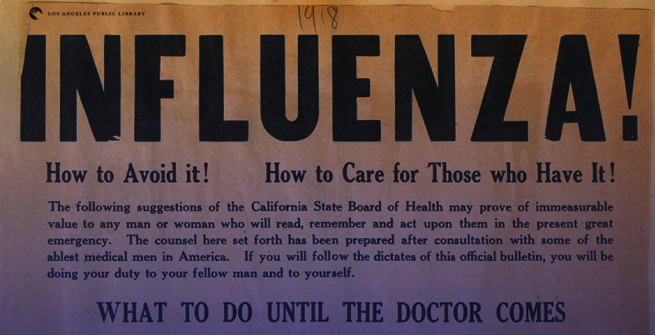 LOS ANGELES PUBLIC LIBRARY
1918
INFLUENZA!
How to Avoid it! How to Care for Those who Have It!
The following suggestions of the California State Board of Health may prove of immeasurable
value to any man or woman who will read, remember and act upon them in the present great
emergency. The counsel here set forth has been prepared after consultation with some of the
ablest medical men in America. If you will follow the dictates of this official bulletin, you will be
doing your duty to your fellow man and to yourself.
WHAT TO DO UNTIL THE DOCTOR COMES